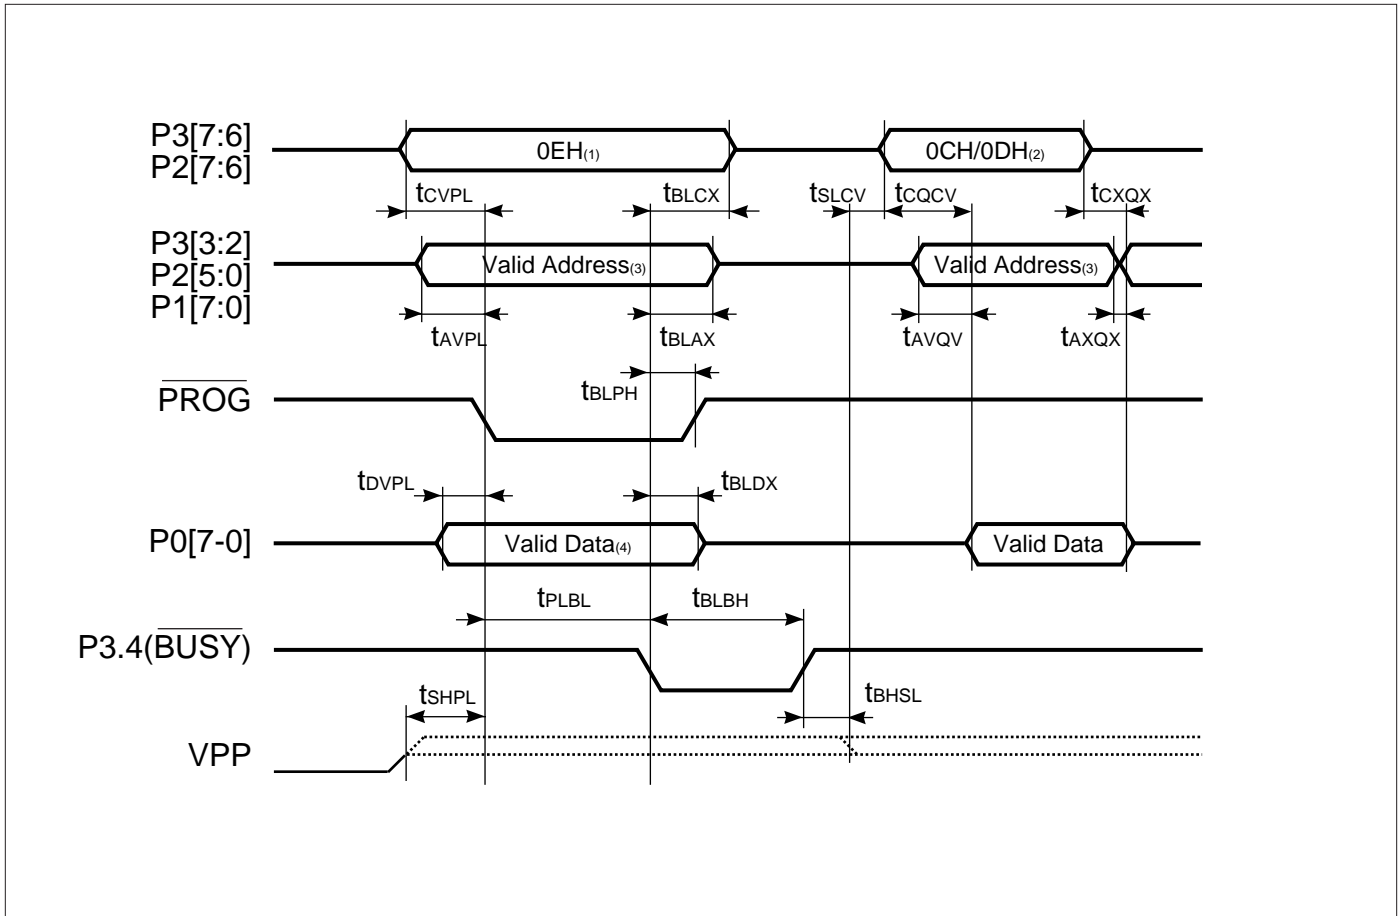 P3[7:6]
P2[7:6]
0EH(1)
0CH/0DH(2)
tCVPL
tBLCX
tSLCV
tCQCV
tCXQX
P3[3:2]
P2[5:0]
P1[7:0]
Valid Address(3)
Valid Address(3)
tAVPL
tBLAX
tAVQV
tAXQX
tBLPH
PROG
tDVPL
tBLDX
P0[7-0]
Valid Data(4)
Valid Data
tPLBL
tBLBH
P3.4(BUSY)
tSHPL
tBHSL
VPP